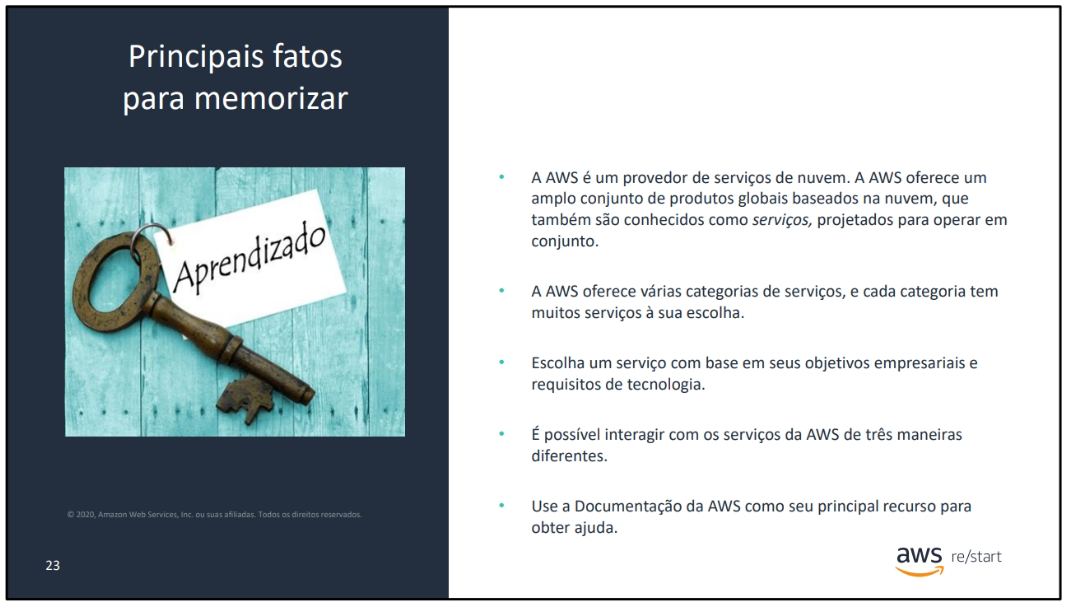 Principais fatos
para memorizar
Aprendizado
© 2020, Amazon Web Services, Inc. ou suas afiliadas. Todos os direitos reservados.
23
• A AWS é um provedor de serviços de nuvem. A AWS oferece um
amplo conjunto de produtos globais baseados na nuvem, que
também são conhecidos como serviços, projetados para operar em
conjunto.
• A AWS oferece várias categorias de serviços, e cada categoria tem
muitos serviços à sua escolha.
• Escolha um serviço com base em seus objetivos empresariais e
requisitos de tecnologia.
• É possível interagir com os serviços da AWS de três maneiras
diferentes.
• Use a Documentação da AWS como seu principal recurso para
obter ajuda.
aws re/start